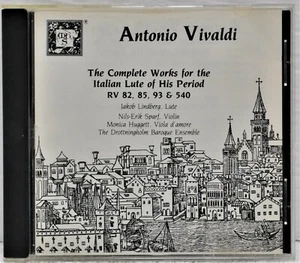 Antonio Vivaldi
The Complete Works for the
Italian Lute of His Period
RV 82, 85, 93 & 540
Jakob Lindberg, Lute
Nils-Erik Sparf, Violin
Monica Huggett, Viola d'amore
The Drottningholm Baroque Ensemble